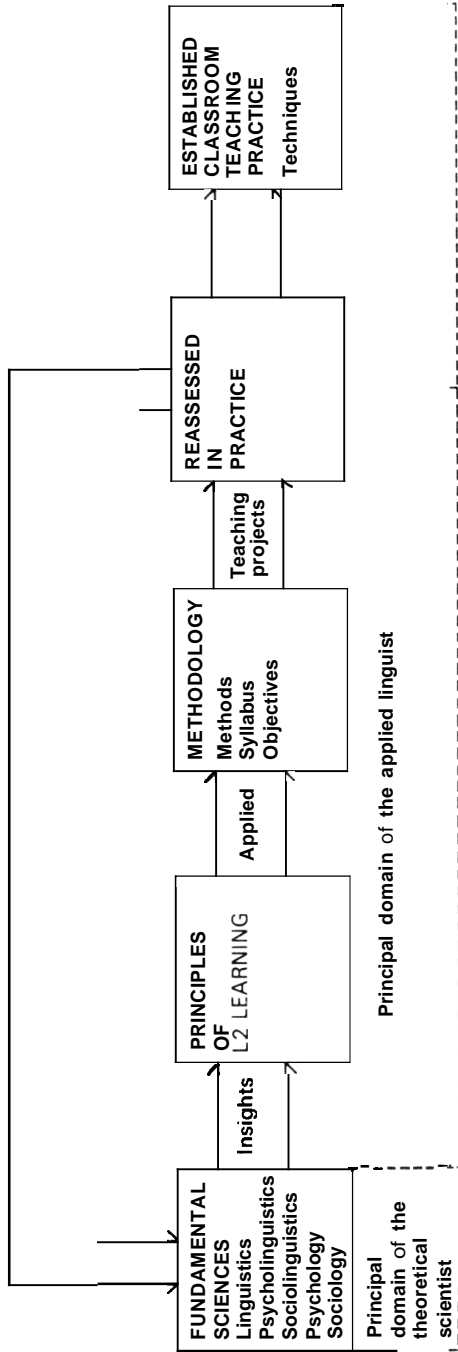 FUNDAMENTAL
SCIENCES
Linguistics
Psycholinguistics
Sociolinguistics
Psychology
Sociology
Principal
domain of the
theoretical
scientist
Insights
PRINCIPLES
OF
L2 LEARNING
Applied
METHODOLOGY
Methods
Syllabus
Objectives
Teaching
projects
REASSESSED
IN
PRACTICE
ESTABLISHED
CLASSROOM
TEACHING
PRACTICE
Techniques
Principal domain of the applied linguist